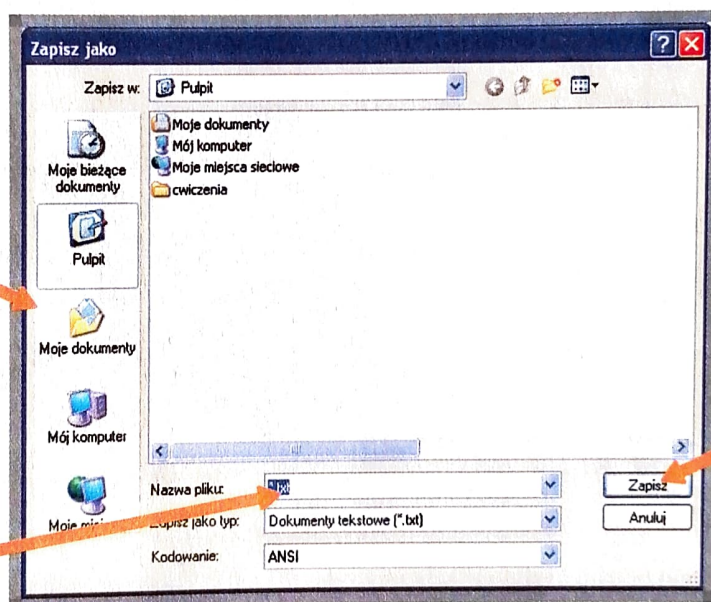 Zapisz jako
Zapisz w: Pulpit
Moje bieżące
dokumenty
Pulpit
Moje dokumenty
Mój komputer
Moje
Moje dokumenty
Mój komputer
Moje miejsca sieciowe
cwiczenia
Nazwa pliku: *.txt
Zapisz
Zapisz jako typ: Dokumenty tekstowe (*.txt)
Anuluj
Kodowanie: ANSI